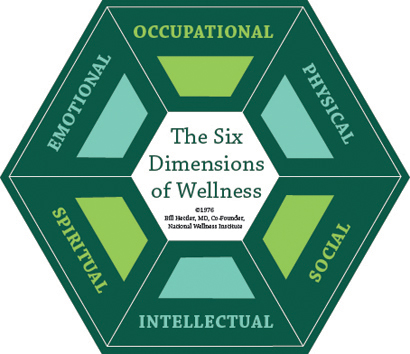 OCCUPATIONAL
EMOTIONAL
PHYSICAL
The Six
Dimensions
of Wellness
©1976
Bill Hettler, MD, Co-Founder,
National Wellness Institute
SPIRITUAL
SOCIAL
INTELLECTUAL